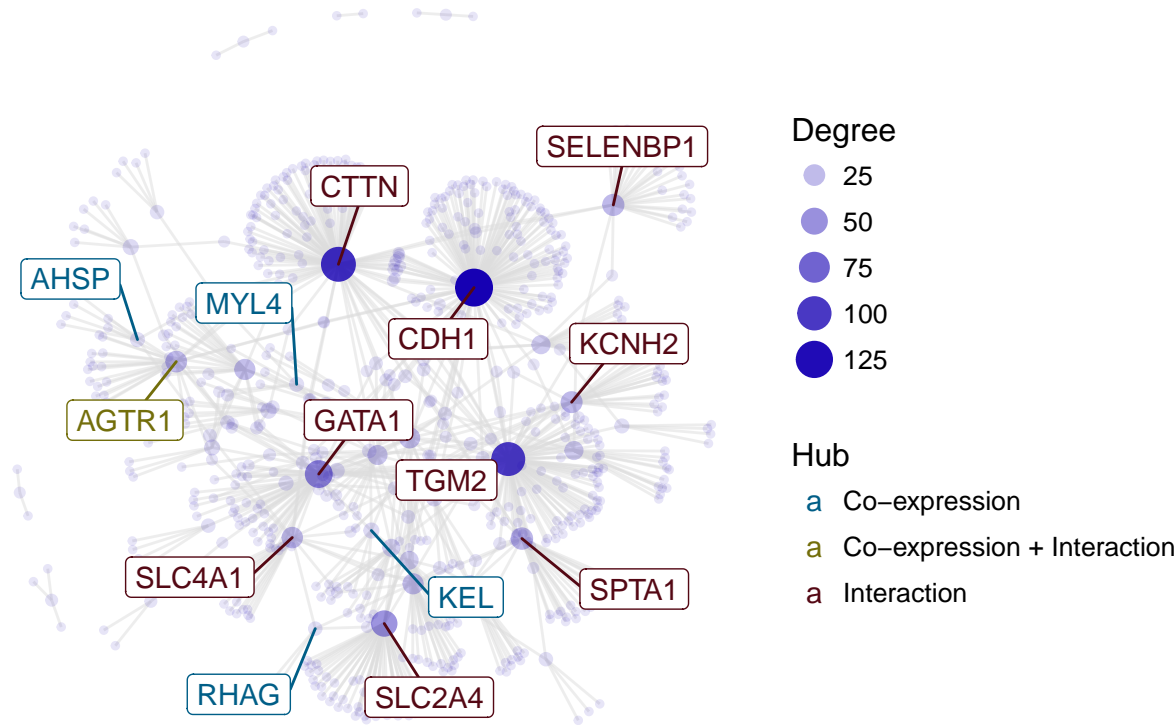 SELENBP1
CTTN
AHSP
MYL4
CDH1
KCNH2
AGTR1
GATA1
TGM2
SLC4A1
KEL
SPTA1
RHAG
SLC2A4
Degree
25
50
75
100
125
Hub
a Co−expression
a Co−expression + Interaction
a Interaction